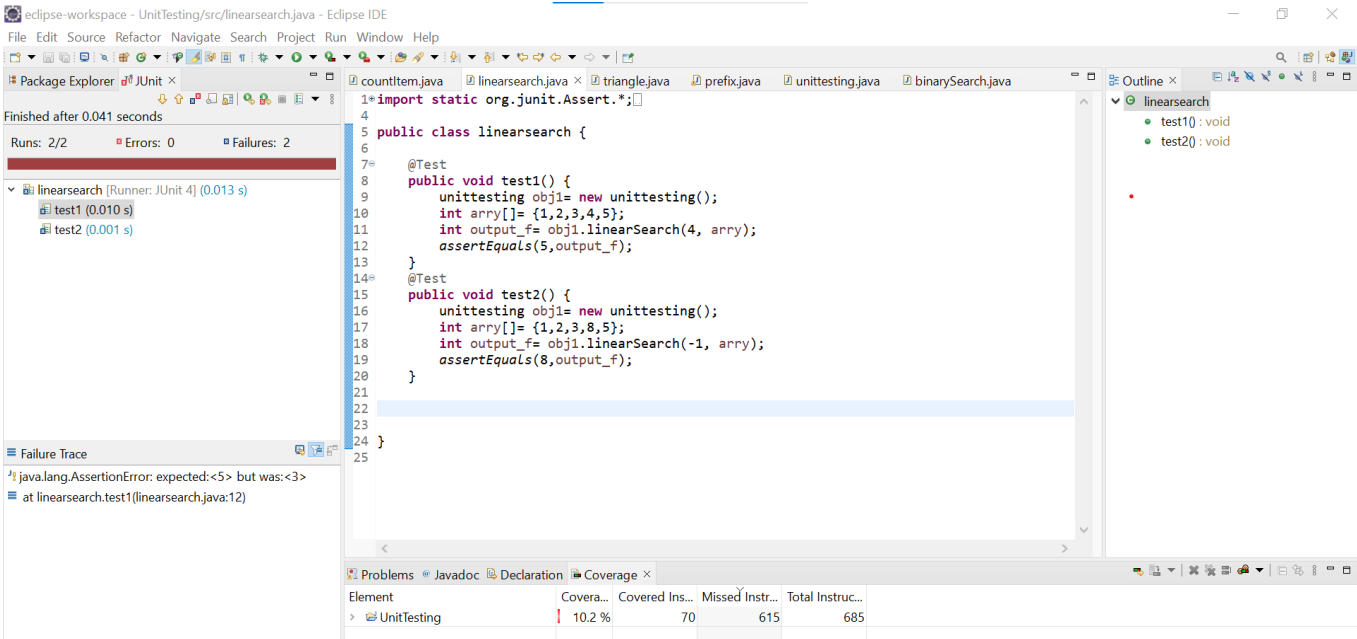 eclipse-workspace - UnitTesting/src/linearsearch.java - Eclipse IDE
File Edit Source Refactor Navigate Search Project Run Window Help
Package Explorer JUnit
Finished after 0.041 seconds
Runs: 2/2 Errors: 0 Failures: 2
linearsearch [Runner: JUnit 4] (0.013 s)
test1 (0.010 s)
test2 (0.001 s)
Failure Trace
java.lang.AssertionError: expected:<5> but was:<3>
at linearsearch.test1(linearsearch.java:12)
countItem.java linearsearch.java triangle.java prefix.java unittesting.java binarySearch.java
1 import static org.junit.Assert.*;
4
5 public class linearsearch {
6
7 @Test
8 public void test1() {
9 unittesting obj1= new unittesting();
10 int arry[]= {1,2,3,4,5};
11 int output_f= obj1.linearSearch(4, arry);
12 assertEquals(5,output_f);
13 }
14 @Test
15 public void test2() {
16 unittesting obj1= new unittesting();
17 int arry[]= {1,2,3,8,5};
18 int output_f= obj1.linearSearch(-1, arry);
19 assertEquals(8,output_f);
20 }
21
22
23
24 }
25
Outline
linearsearch
test1() : void
test2() : void
Problems Javadoc Declaration Coverage
Element Covera... Covered Ins... Missed Instr... Total Instruc...
UnitTesting 10.2 % 70 615 685